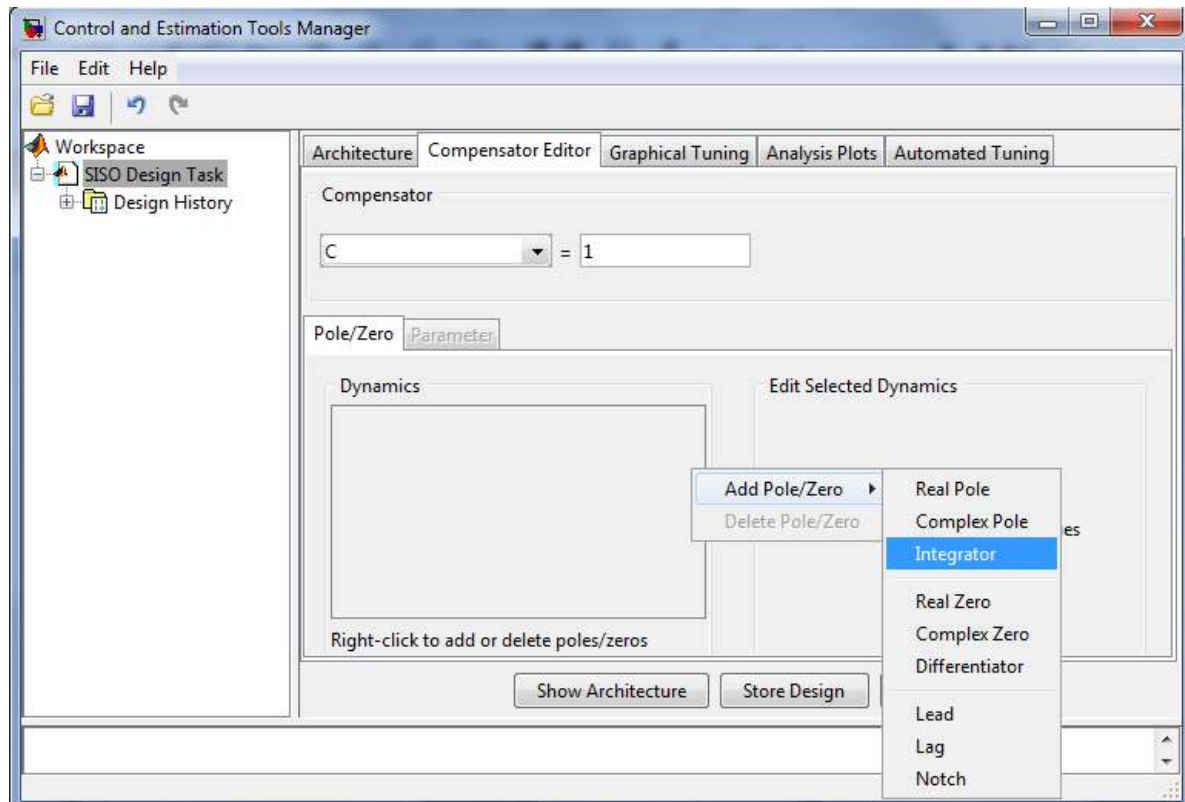 Control and Estimation Tools Manager
File Edit Help
Workspace
SISO Design Task
Design History
Architecture Compensator Editor Graphical Tuning Analysis Plots Automated Tuning
Compensator
C = 1
Pole/Zero Parameter
Dynamics
Edit Selected Dynamics
Add Pole/Zero
Delete Pole/Zero
Real Pole
Complex Pole
Integrator
Real Zero
Complex Zero
Differentiator
Lead
Lag
Notch
es
Right-click to add or delete poles/zeros
Show Architecture Store Design